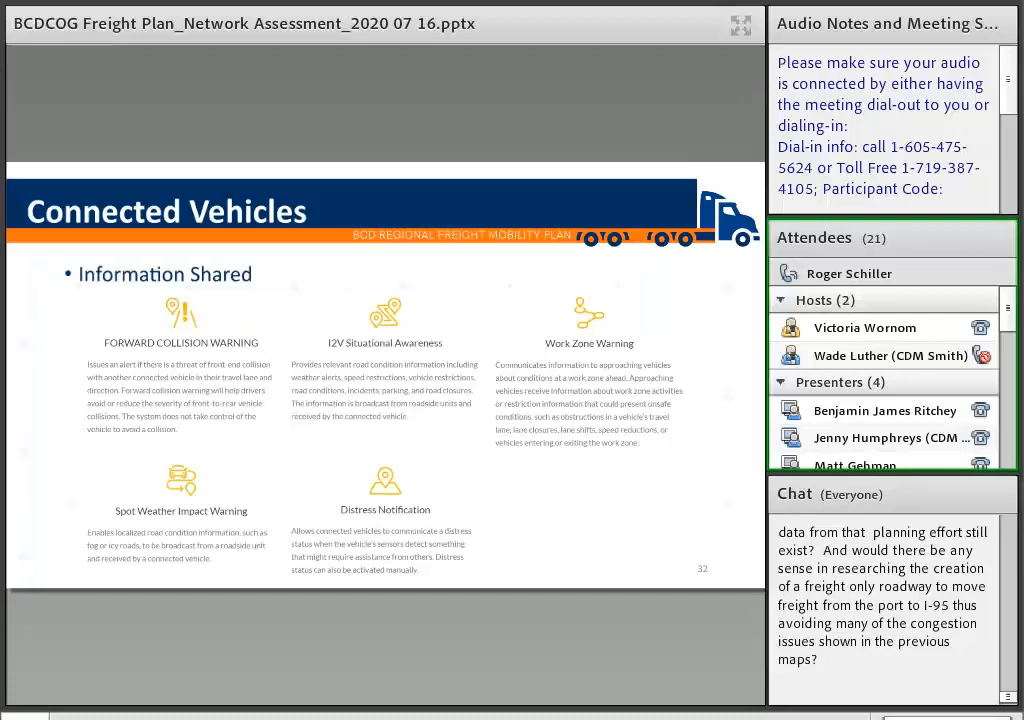 BCDCOG Freight Plan_Network Assessment_2020 07 16.pptx
Connected Vehicles
BCD REGIONAL FREIGHT MOBILITY PLAN
• Information Shared
FORWARD COLLISION WARNING
Issues an alert if there is a threat of front-end collision
with another connected vehicle in their travel lane and
direction. Forward collision warning will help drivers
avoid or reduce the severity of front-to-rear vehicle
collisions. The system does not take control of the
vehicle to avoid a collision.
I2V Situational Awareness
Provides relevant road condition information including
weather alerts, speed restrictions, vehicle restrictions,
road conditions, incidents, parking, and road closures.
The information is broadcast from roadside units and
received by the connected vehicle.
Work Zone Warning
Communicates information to approaching vehicles
about conditions at a work zone ahead. Approaching
vehicles receive information about work zone activities
or restriction information that could present unsafe
conditions, such as obstructions in a vehicle's travel
lane, lane closures, lane shifts, speed reductions, or
vehicles entering or exiting the work zone.
Spot Weather Impact Warning
Enables localized road condition information, such as
fog or icy roads, to be broadcast from a roadside unit
and received by a connected vehicle.
Distress Notification
Allows connected vehicles to communicate a distress
status when the vehicle's sensors detect something
that might require assistance from others. Distress
status can also be activated manually.
32
Audio Notes and Meeting S...
Please make sure your audio
is connected by either having
the meeting dial-out to you or
dialing-in:
Dial-in info: call 1-605-475-
5624 or Toll Free 1-719-387-
4105; Participant Code:
Attendees (21)
Roger Schiller
Hosts (2)
Victoria Wornom
Wade Luther (CDM Smith)
Presenters (4)
Benjamin James Ritchey
Jenny Humphreys (CDM ...
Matt Gehman
Chat (Everyone)
data from that planning effort still
exist? And would there be any
sense in researching the creation
of a freight only roadway to move
freight from the port to I-95 thus
avoiding many of the congestion
issues shown in the previous
maps?